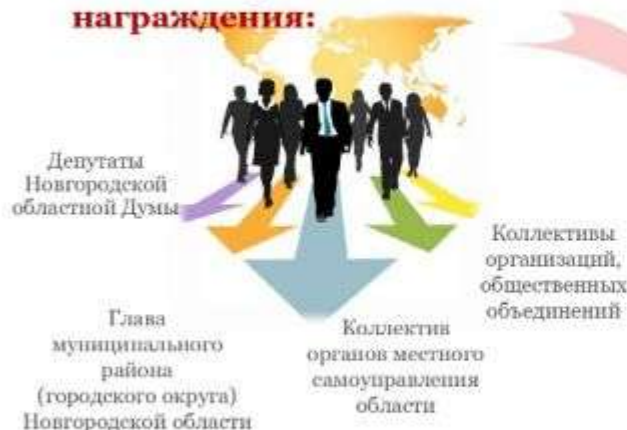 награждения:
Депутаты
Новгородской
областной Думы
Глава
муниципального
района
(городского округа)
Новгородской области
Коллектив
органов местного
самоуправления
области
Коллективы
организаций,
общественных
объединений